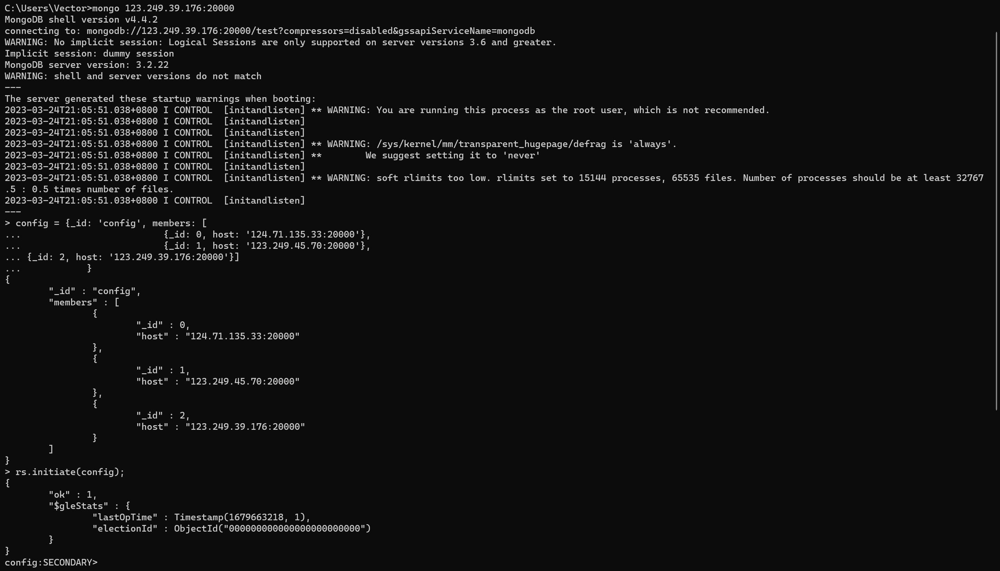 C:\Users\Vector>mongo 123.249.39.176:20000
MongoDB shell version v4.4.2
connecting to: mongodb://123.249.39.176:20000/test?compressors=disabled&gssapiServiceName=mongodb
WARNING: No implicit session: Logical Sessions are only supported on server versions 3.6 and greater.
Implicit session: dummy session
MongoDB server version: 3.2.22
WARNING: shell and server versions do not match
---
The server generated these startup warnings when booting:
2023-03-24T21:05:51.038+0800 I CONTROL  [initandlisten] ** WARNING: You are running this process as the root user, which is not recommended.
2023-03-24T21:05:51.038+0800 I CONTROL  [initandlisten]
2023-03-24T21:05:51.038+0800 I CONTROL  [initandlisten]
2023-03-24T21:05:51.038+0800 I CONTROL  [initandlisten] ** WARNING: /sys/kernel/mm/transparent_hugepage/defrag is 'always'.
2023-03-24T21:05:51.038+0800 I CONTROL  [initandlisten] **        We suggest setting it to 'never'
2023-03-24T21:05:51.038+0800 I CONTROL  [initandlisten]
2023-03-24T21:05:51.038+0800 I CONTROL  [initandlisten] ** WARNING: soft rlimits too low. rlimits set to 15144 processes, 65535 files. Number of processes should be at least 32767
.5 : 0.5 times number of files.
2023-03-24T21:05:51.038+0800 I CONTROL  [initandlisten]
---
> config = {_id: 'config', members: [
...                          {_id: 0, host: '124.71.135.33:20000'},
...                          {_id: 1, host: '123.249.45.70:20000'},
... {_id: 2, host: '123.249.39.176:20000'}]
...            }
{
        "_id" : "config",
        "members" : [
                {
                        "_id" : 0,
                        "host" : "124.71.135.33:20000"
                },
                {
                        "_id" : 1,
                        "host" : "123.249.45.70:20000"
                },
                {
                        "_id" : 2,
                        "host" : "123.249.39.176:20000"
                }
        ]
}
> rs.initiate(config);
{
        "ok" : 1,
        "$gleStats" : {
                "lastOpTime" : Timestamp(1679663218, 1),
                "electionId" : ObjectId("000000000000000000000000")
        }
}
config:SECONDARY>